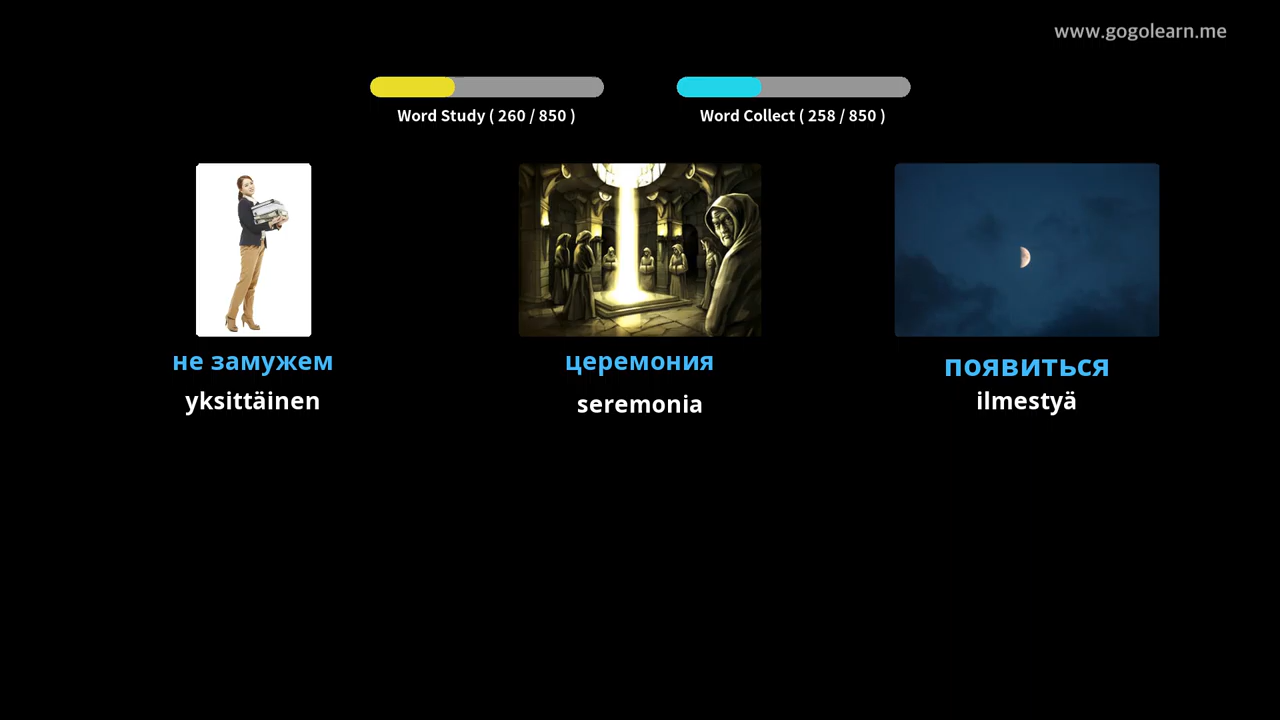 www.gogolearn.me
Word Study ( 260 / 850 )
Word Collect ( 258 / 850 )
не замужем
yksittäinen
церемония
seremonia
появиться
ilmestyä